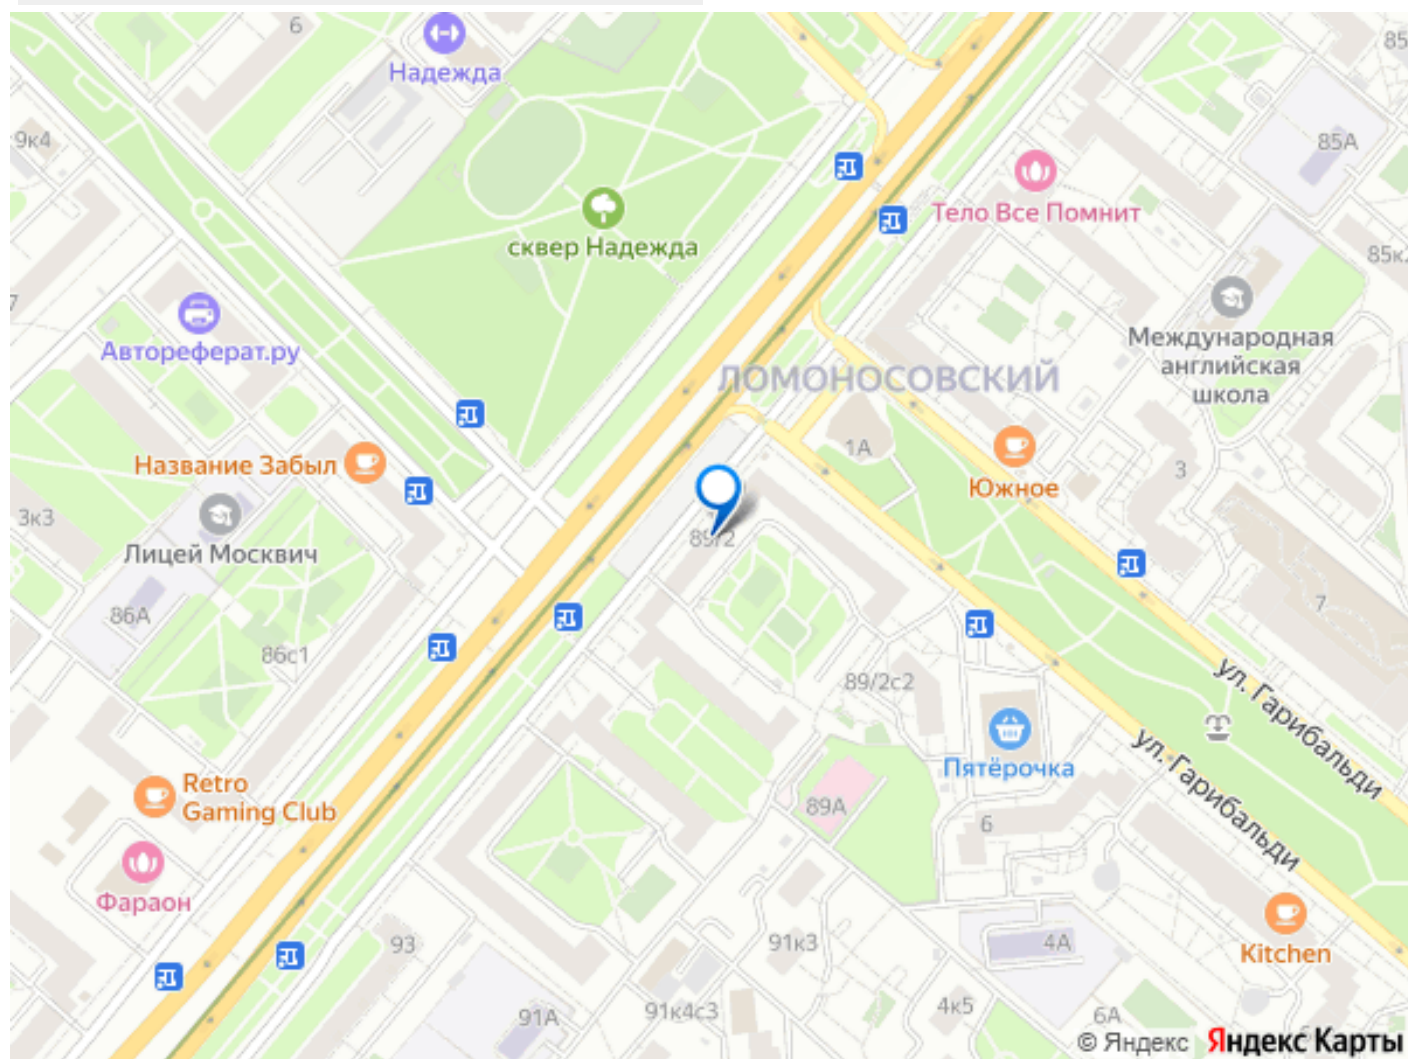 6
Надежда
85
9к4
85А
Тело Все Помнит
сквер Надежда
85к2
7
Автореферат.ру
Международная
английская
школа
ЛОМОНОСОВСКИЙ
1А
Название Забыл
3
Южное
3к3
Лицей Москвич
89/2
86А
7
86с1
89/2с2
ул. Гарибальди
ул. Гарибальди
Пятёрочка
Retro
Gaming Club
89А
6
Фараон
93
91к3
4А
Kitchen
91А
91к4с3
4к5
6А
© Яндекс Яндекс Карты